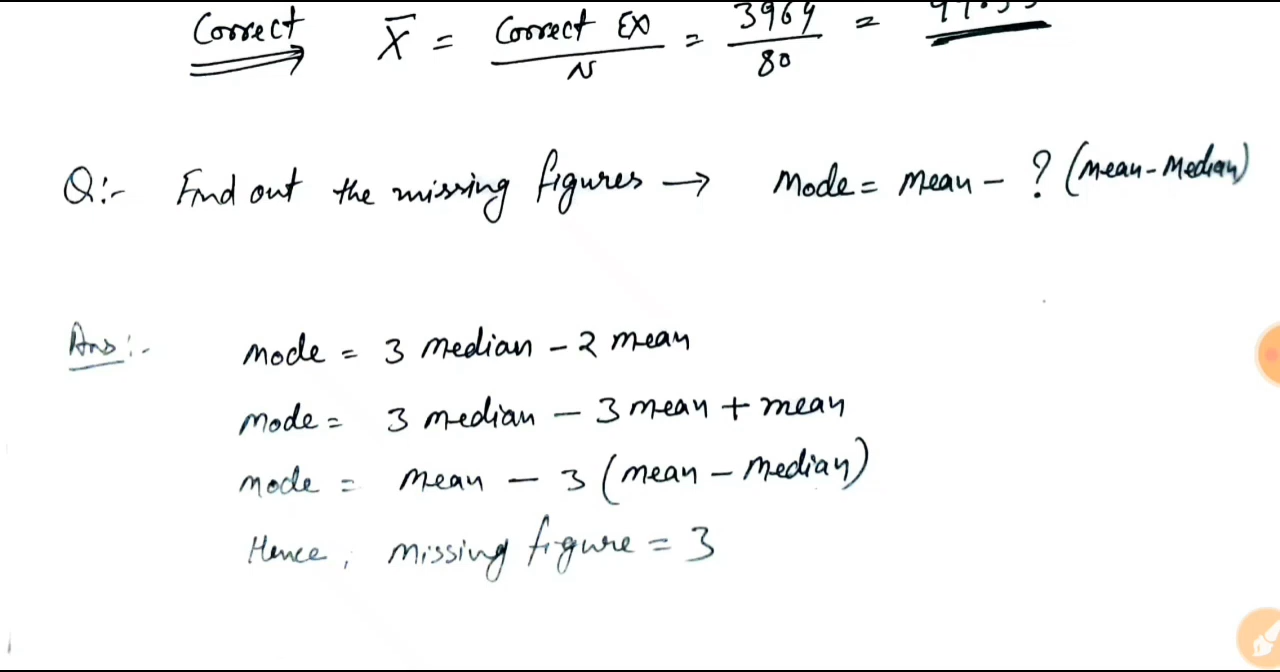 Correct X̄ = Correct ΣX / N = 3964 / 80 =
Q:- Find out the missing figures → Mode = Mean - ? (Mean - Median)
Ans:- Mode = 3 Median - 2 Mean
Mode = 3 Median - 3 Mean + Mean
Mode = Mean - 3 (Mean - Median)
Hence, Missing figure = 3